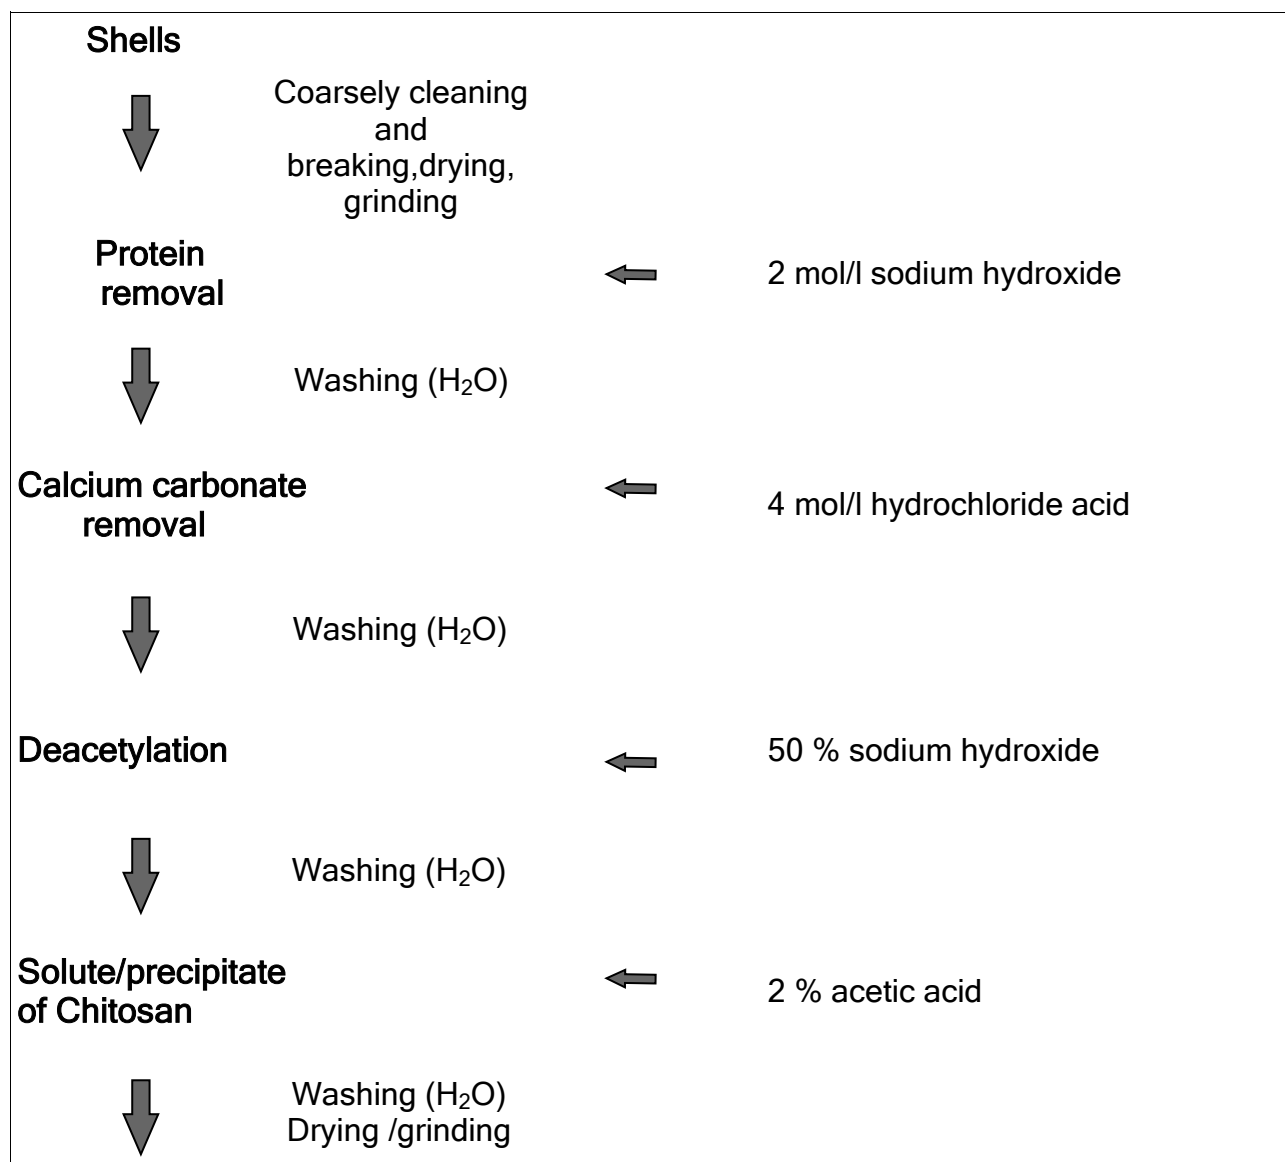 Shells
Coarsely cleaning
and
breaking,drying,
grinding
Protein
removal
2 mol/l sodium hydroxide
Washing (H₂O)
Calcium carbonate
removal
4 mol/l hydrochloride acid
Washing (H₂O)
Deacetylation
50 % sodium hydroxide
Washing (H₂O)
Solute/precipitate
of Chitosan
2 % acetic acid
Washing (H₂O)
Drying /grinding